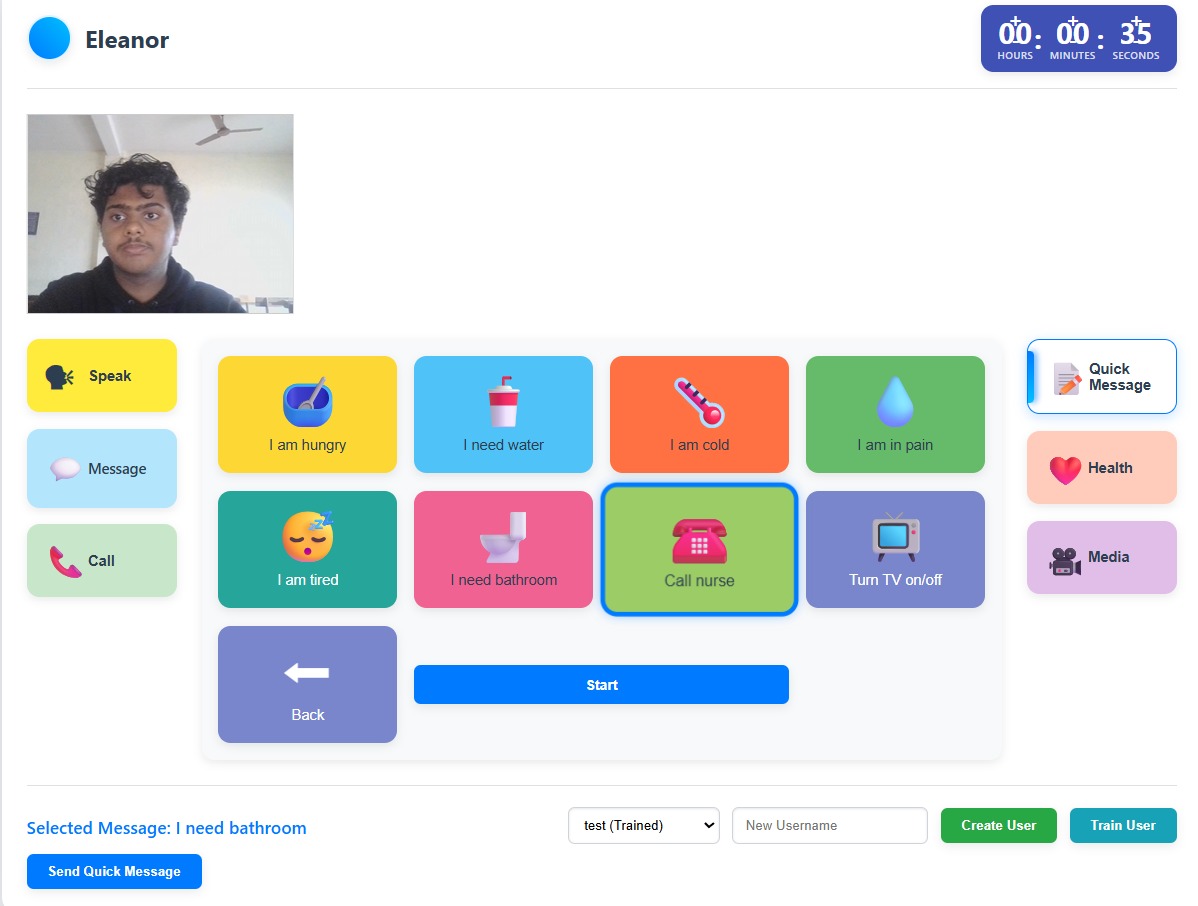 Eleanor
00 : 00 : 35
HOURS MINUTES SECONDS
Speak
Message
Call
I am hungry
I need water
I am cold
I am in pain
I am tired
I need bathroom
Call nurse
Turn TV on/off
Back
Start
Quick
Message
Health
Media
Selected Message: I need bathroom
test (Trained)
New Username
Create User
Train User
Send Quick Message